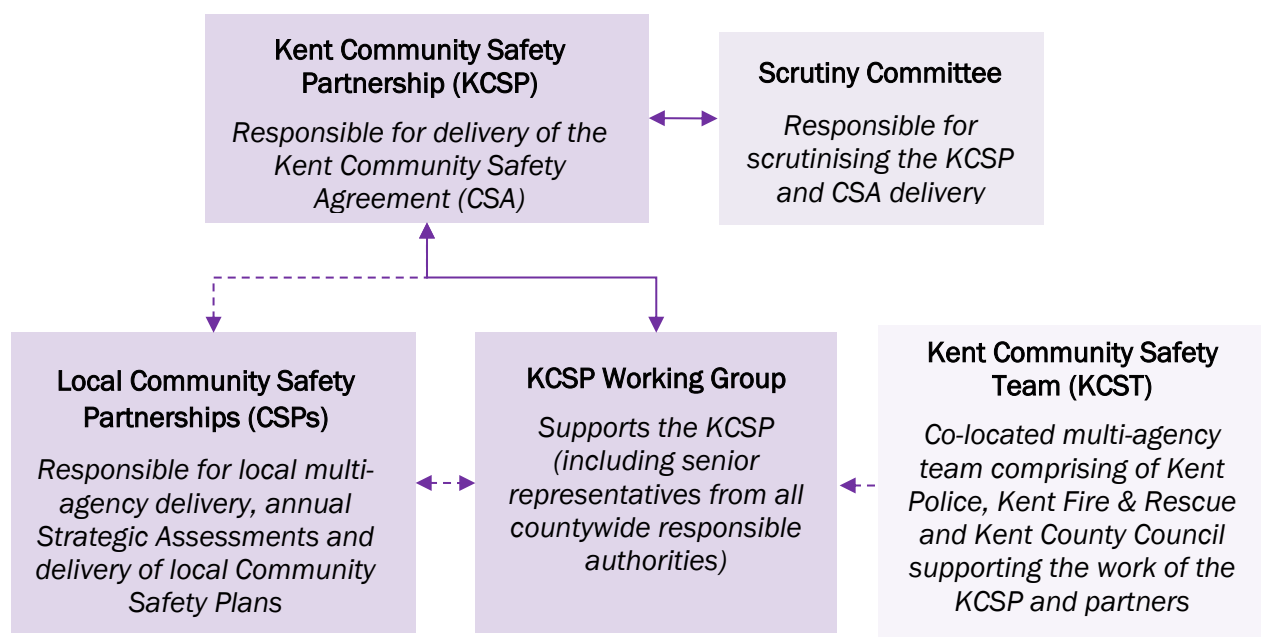 Kent Community Safety
Partnership (KCSP)
Responsible for delivery of the
Kent Community Safety
Agreement (CSA)
Scrutiny Committee
Responsible for
scrutinising the KCSP
and CSA delivery
Local Community Safety
Partnerships (CSPs)
Responsible for local multi-
agency delivery, annual
Strategic Assessments and
delivery of local Community
Safety Plans
KCSP Working Group
Supports the KCSP
(including senior
representatives from all
countywide responsible
authorities)
Kent Community Safety
Team (KCST)
Co-located multi-agency
team comprising of Kent
Police, Kent Fire & Rescue
and Kent County Council
supporting the work of the
KCSP and partners